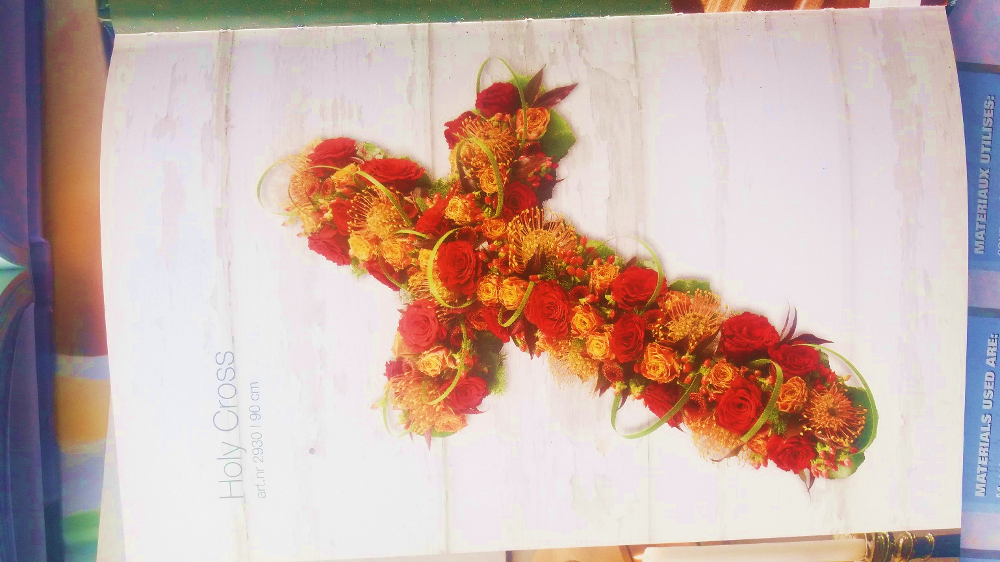 Holy Cross
art.nr 2930 | 90 cm
MATERIAUX UTILISES:
MATERIALS USED ARE: